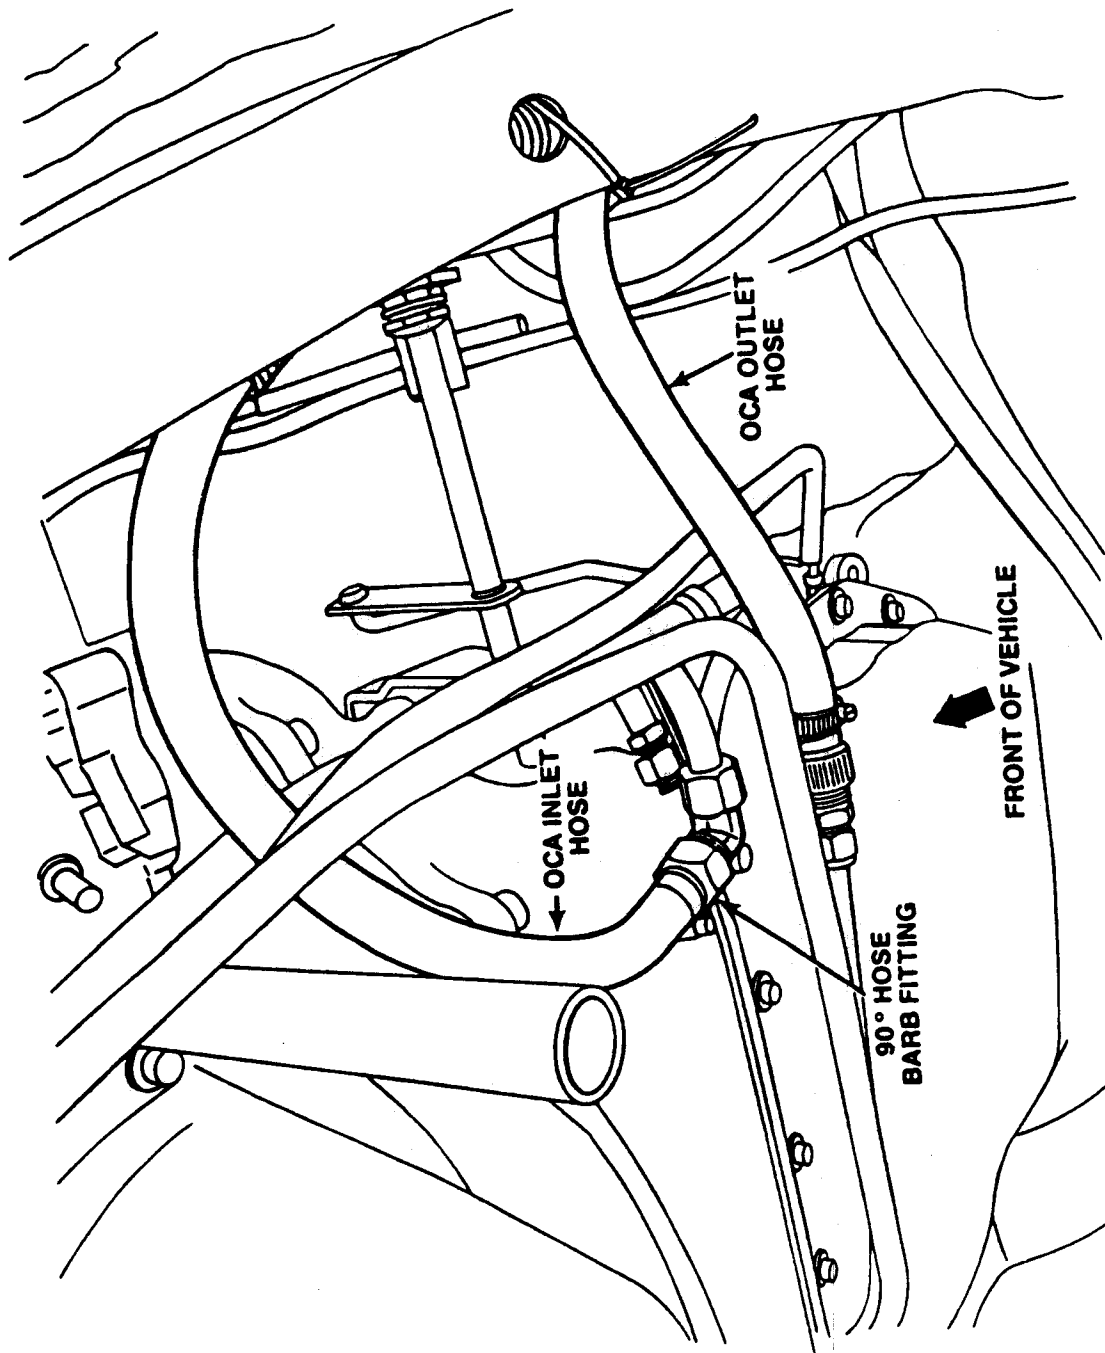 OCA OUTLET
HOSE
OCA INLET
HOSE
FRONT OF VEHICLE
90° HOSE
BARB FITTING